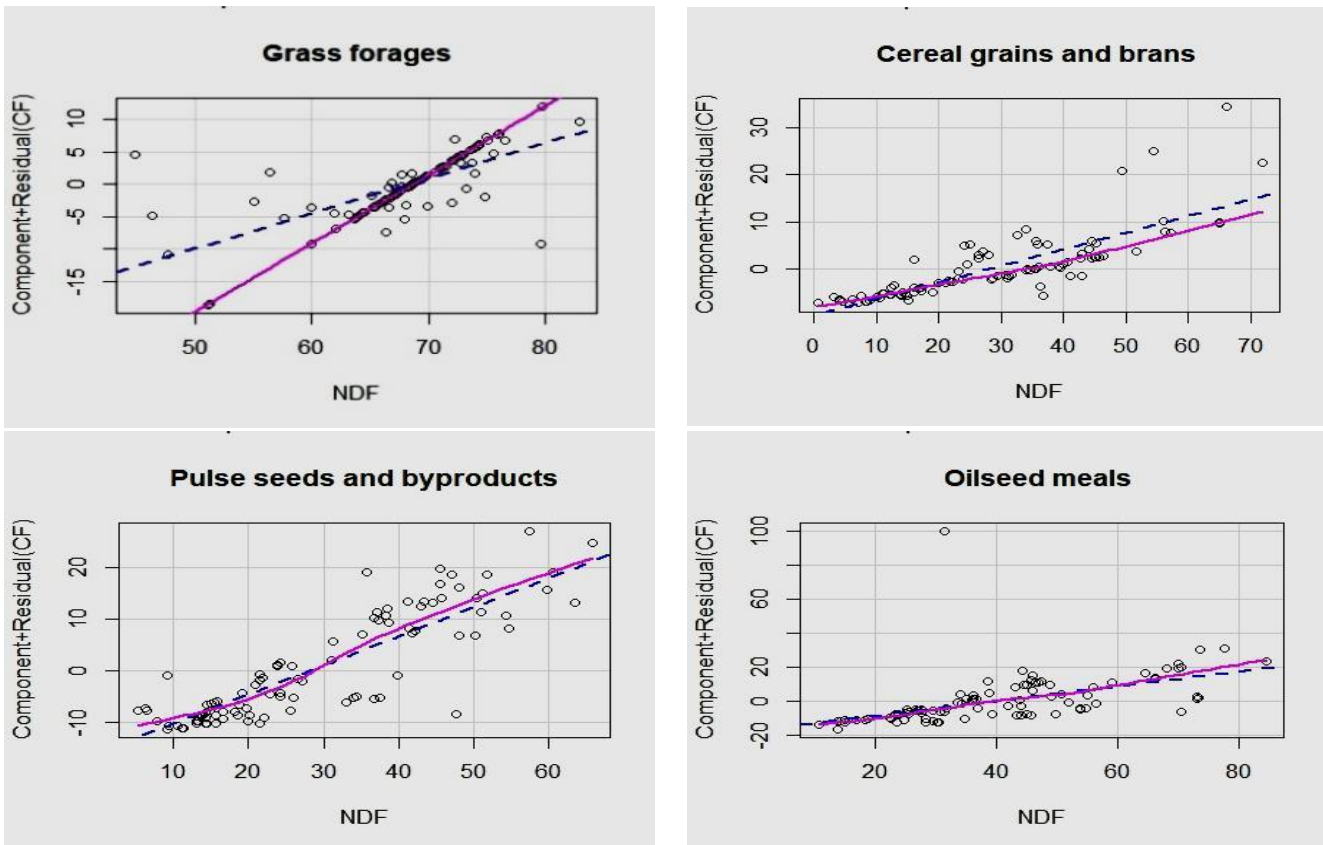 Grass forages
Component+Residual(CF)
10
5
0
-5
-15
50 60 70 80
NDF
Cereal grains and brans
Component+Residual(CF)
30
20
10
0
0 10 20 30 40 50 60 70
NDF
Pulse seeds and byproducts
Component+Residual(CF)
20
10
0
-10
10 20 30 40 50 60
NDF
Oilseed meals
Component+Residual(CF)
100
60
20
0
-20
20 40 60 80
NDF